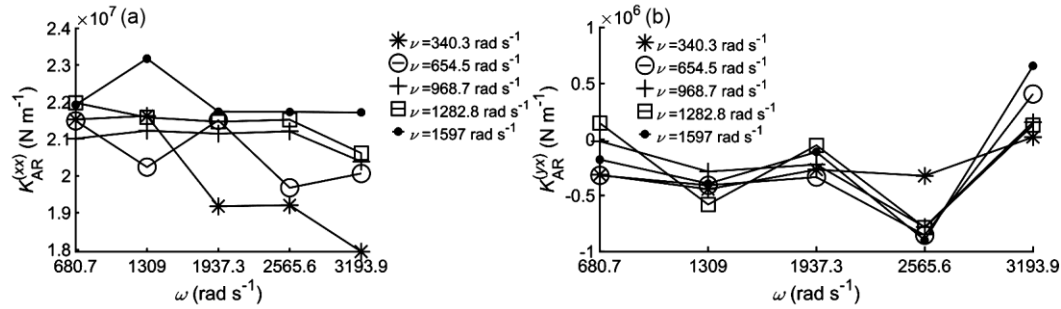 ×10⁷ (a)
2.4
2.3
2.2
2.1
2
1.9
1.8
K_AR^(xx) (N m⁻¹)
680.7 1309 1937.3 2565.6 3193.9
ω (rad s⁻¹)
ν =340.3 rad s⁻¹
ν =654.5 rad s⁻¹
ν =968.7 rad s⁻¹
ν =1282.8 rad s⁻¹
ν =1597 rad s⁻¹
×10⁶ (b)
1
0.5
0
-0.5
-1
K_AR^(yx) (N m⁻¹)
ν =340.3 rad s⁻¹
ν =654.5 rad s⁻¹
ν =968.7 rad s⁻¹
ν =1282.8 rad s⁻¹
ν =1597 rad s⁻¹
680.7 1309 1937.3 2565.6 3193.9
ω (rad s⁻¹)